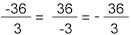 -36/3 = 36/-3 = - 36/3